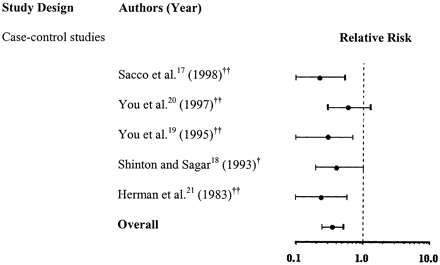 Study Design Authors (Year)
Case-control studies Relative Risk
Sacco et al.17 (1998)††
You et al.20 (1997)††
You et al.19 (1995)††
Shinton and Sagar18 (1993)†
Herman et al.21 (1983)††
Overall
0.1 1.0 10.0